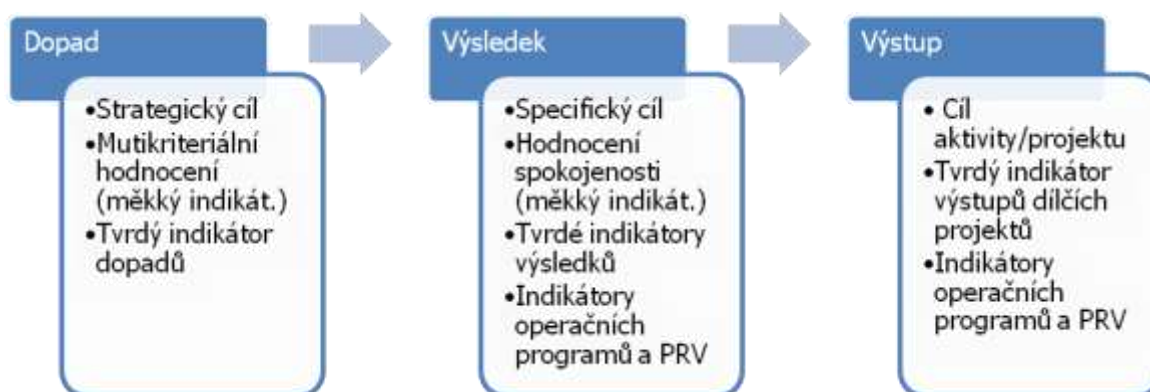 Dopad
•Strategický cíl
•Mutikriteriální
hodnocení
(měkký indikát.)
•Tvrdý indikátor
dopadů
Výsledek
•Specifický cíl
•Hodnocení
spokojenosti
(měkký indikát.)
•Tvrdé indikátory
výsledků
•Indikátory
operačních
programů a PRV
Výstup
• Cíl
aktivity/projektu
•Tvrdý indikátor
výstupů dílčích
projektů
•Indikátory
operačních
programů a PRV